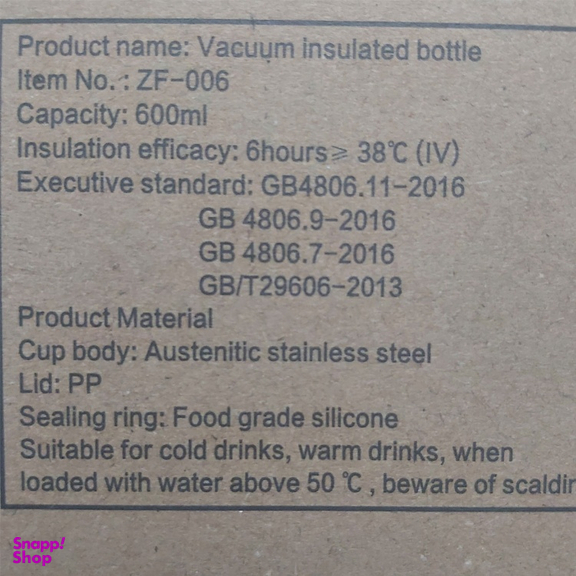 Product name: Vacuum insulated bottle
Item No. : ZF-006
Capacity: 600ml
Insulation efficacy: 6hours≥ 38℃ (IV)
Executive standard: GB4806.11-2016
GB 4806.9-2016
GB 4806.7-2016
GB/T29606-2013
Product Material
Cup body: Austenitic stainless steel
Lid: PP
Sealing ring: Food grade silicone
Suitable for cold drinks, warm drinks, when
loaded with water above 50 ℃ , beware of scaldin
Snapp!
Shop